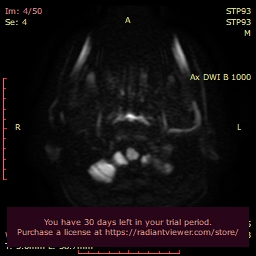 Im: 4/50
Se: 4
A
STP93
STP93
M
Ax DWI B 1000
R
L
You have 30 days left in your trial period.
Purchase a license at https://radiantviewer.com/store/